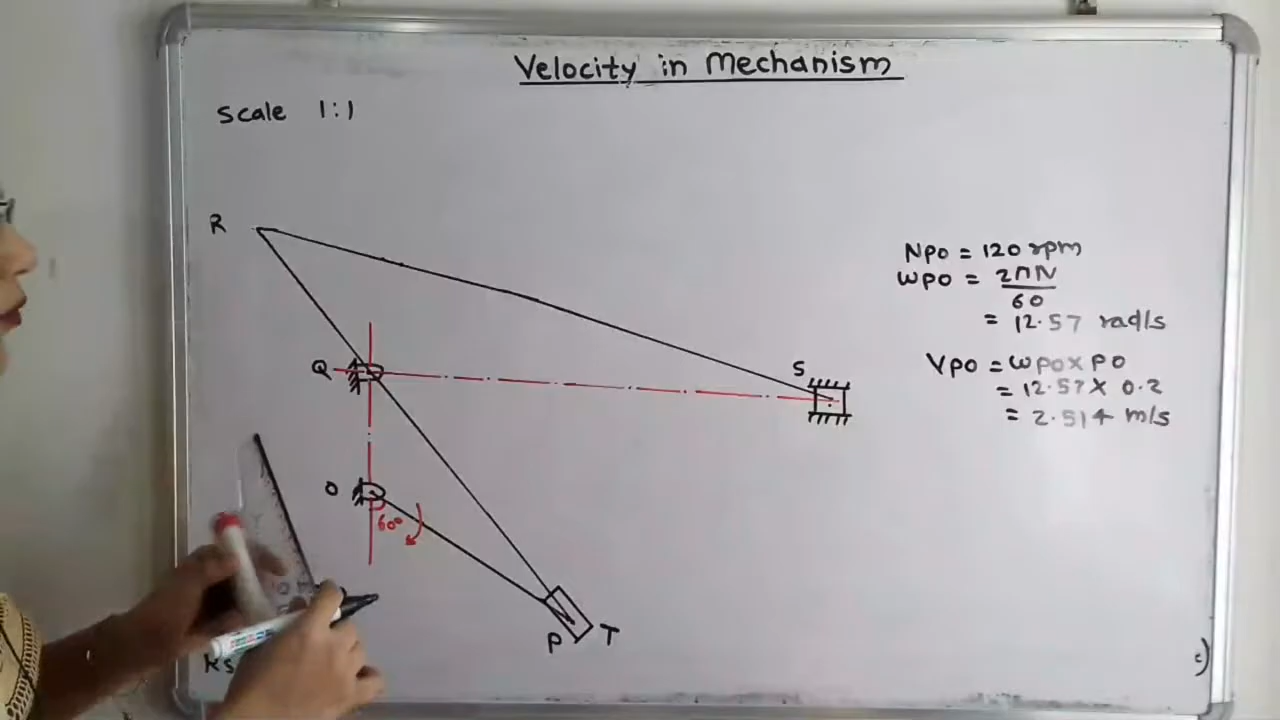 Velocity in Mechanism
Scale 1:1
R
Q
S
O
60°
P
T
NPO = 120 rpm
ωPO = 2πN
60
= 12.57 rad/s
VPO = ωPO × PO
= 12.57 × 0.2
= 2.514 m/s